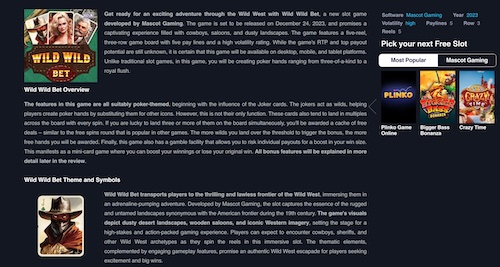 Get ready for an exciting adventure through the Wild West with Wild Wild Bet, a new slot game
developed by Mascot Gaming. The game is set to be released on December 24, 2023, and promises a
captivating experience filled with cowboys, saloons, and dusty landscapes. The game features a five-reel,
three-row game board with five pay lines and a high volatility rating. While the game's RTP and top payout
potential are still unknown, it is certain that this game will be available on desktop, mobile, and tablet platforms.
Unlike traditional slot games, in this game, you will be creating poker hands ranging from three-of-a-kind to a
royal flush.
WILD WILD
BET
Wild Wild Bet Overview
The features in this game are all suitably poker-themed, beginning with the influence of the Joker cards. The jokers act as wilds, helping
players create poker hands by substituting them for other icons. However, this is not their only function. These cards also tend to land in multiples
across the board with every spin. If you are lucky to land three or more of them on the board simultaneously, you'll be awarded a cache of free
deals – similar to the free spins round that is popular in other games. The more wilds you land over the threshold to trigger the bonus, the more
free hands you will be awarded. Finally, this game also has a gamble facility that allows you to risk individual payouts for a boost in your win size.
This manifests as a mini-card game where you can boost your winnings or lose your original win. All bonus features will be explained in more
detail later in the review.
Wild Wild Bet Theme and Symbols
Wild Wild Bet transports players to the thrilling and lawless frontier of the Wild West, immersing them in
an adrenaline-pumping adventure. Developed by Mascot Gaming, the slot captures the essence of the rugged
and untamed landscapes synonymous with the American frontier during the 19th century. The game's visuals
depict dusty desert landscapes, wooden saloons, and iconic Western imagery, setting the stage for a
high-stakes and action-packed gaming experience. Players can expect to encounter cowboys, sheriffs, and
other Wild West archetypes as they spin the reels in this immersive slot. The thematic elements,
complemented by engaging gameplay features, promise an authentic Wild West escapade for players seeking
excitement and big wins.
Software Mascot Gaming Year 2023
Volatility high Paylines 5 Rows 3
Reels 5
Pick your next Free Slot
Most Popular Mascot Gaming
PLINKO
BIGGER BASS BONANZA
CRAZY TIME
Plinko Game Online
Bigger Bass Bonanza
Crazy Time